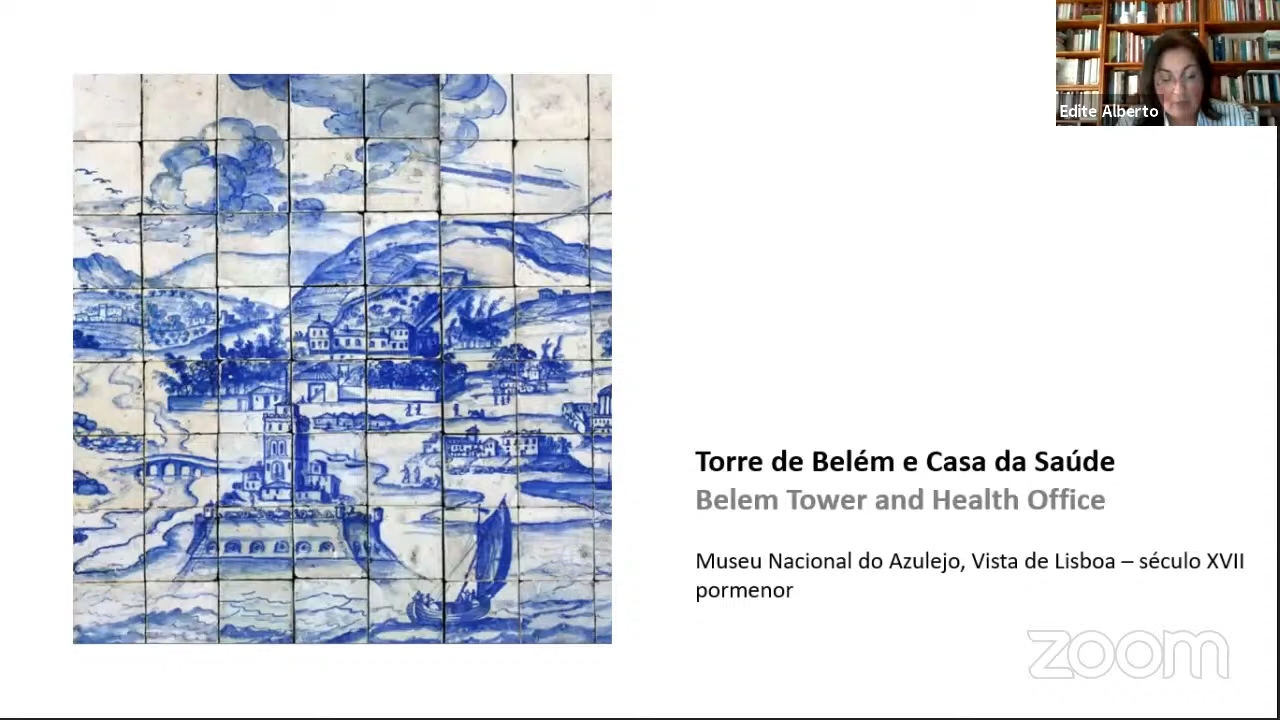 Edite Alberto
Torre de Belém e Casa da Saúde
Belem Tower and Health Office
Museu Nacional do Azulejo, Vista de Lisboa – século XVII
pormenor
zoom